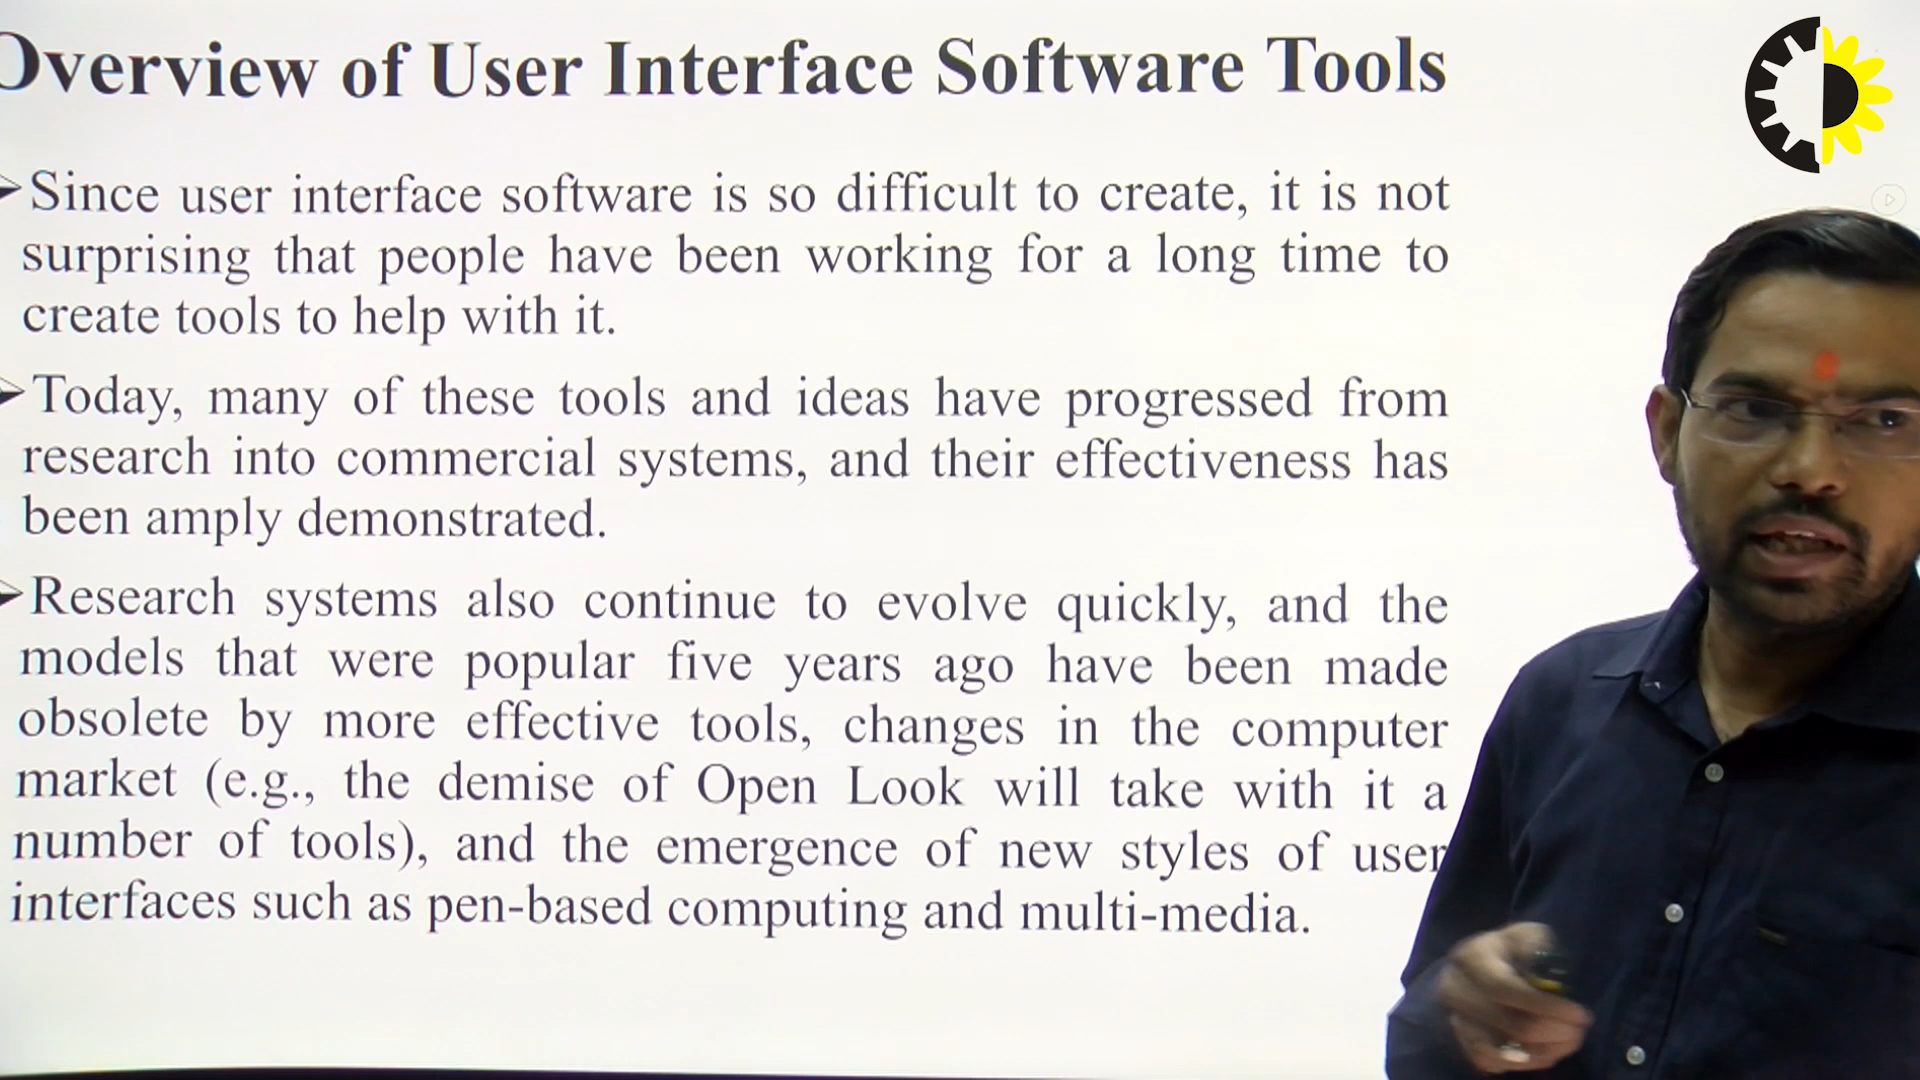 Overview of User Interface Software Tools
Since user interface software is so difficult to create, it is not
surprising that people have been working for a long time to
create tools to help with it.
Today, many of these tools and ideas have progressed from
research into commercial systems, and their effectiveness has
been amply demonstrated.
Research systems also continue to evolve quickly, and the
models that were popular five years ago have been made
obsolete by more effective tools, changes in the computer
market (e.g., the demise of Open Look will take with it a
number of tools), and the emergence of new styles of user
interfaces such as pen-based computing and multi-media.